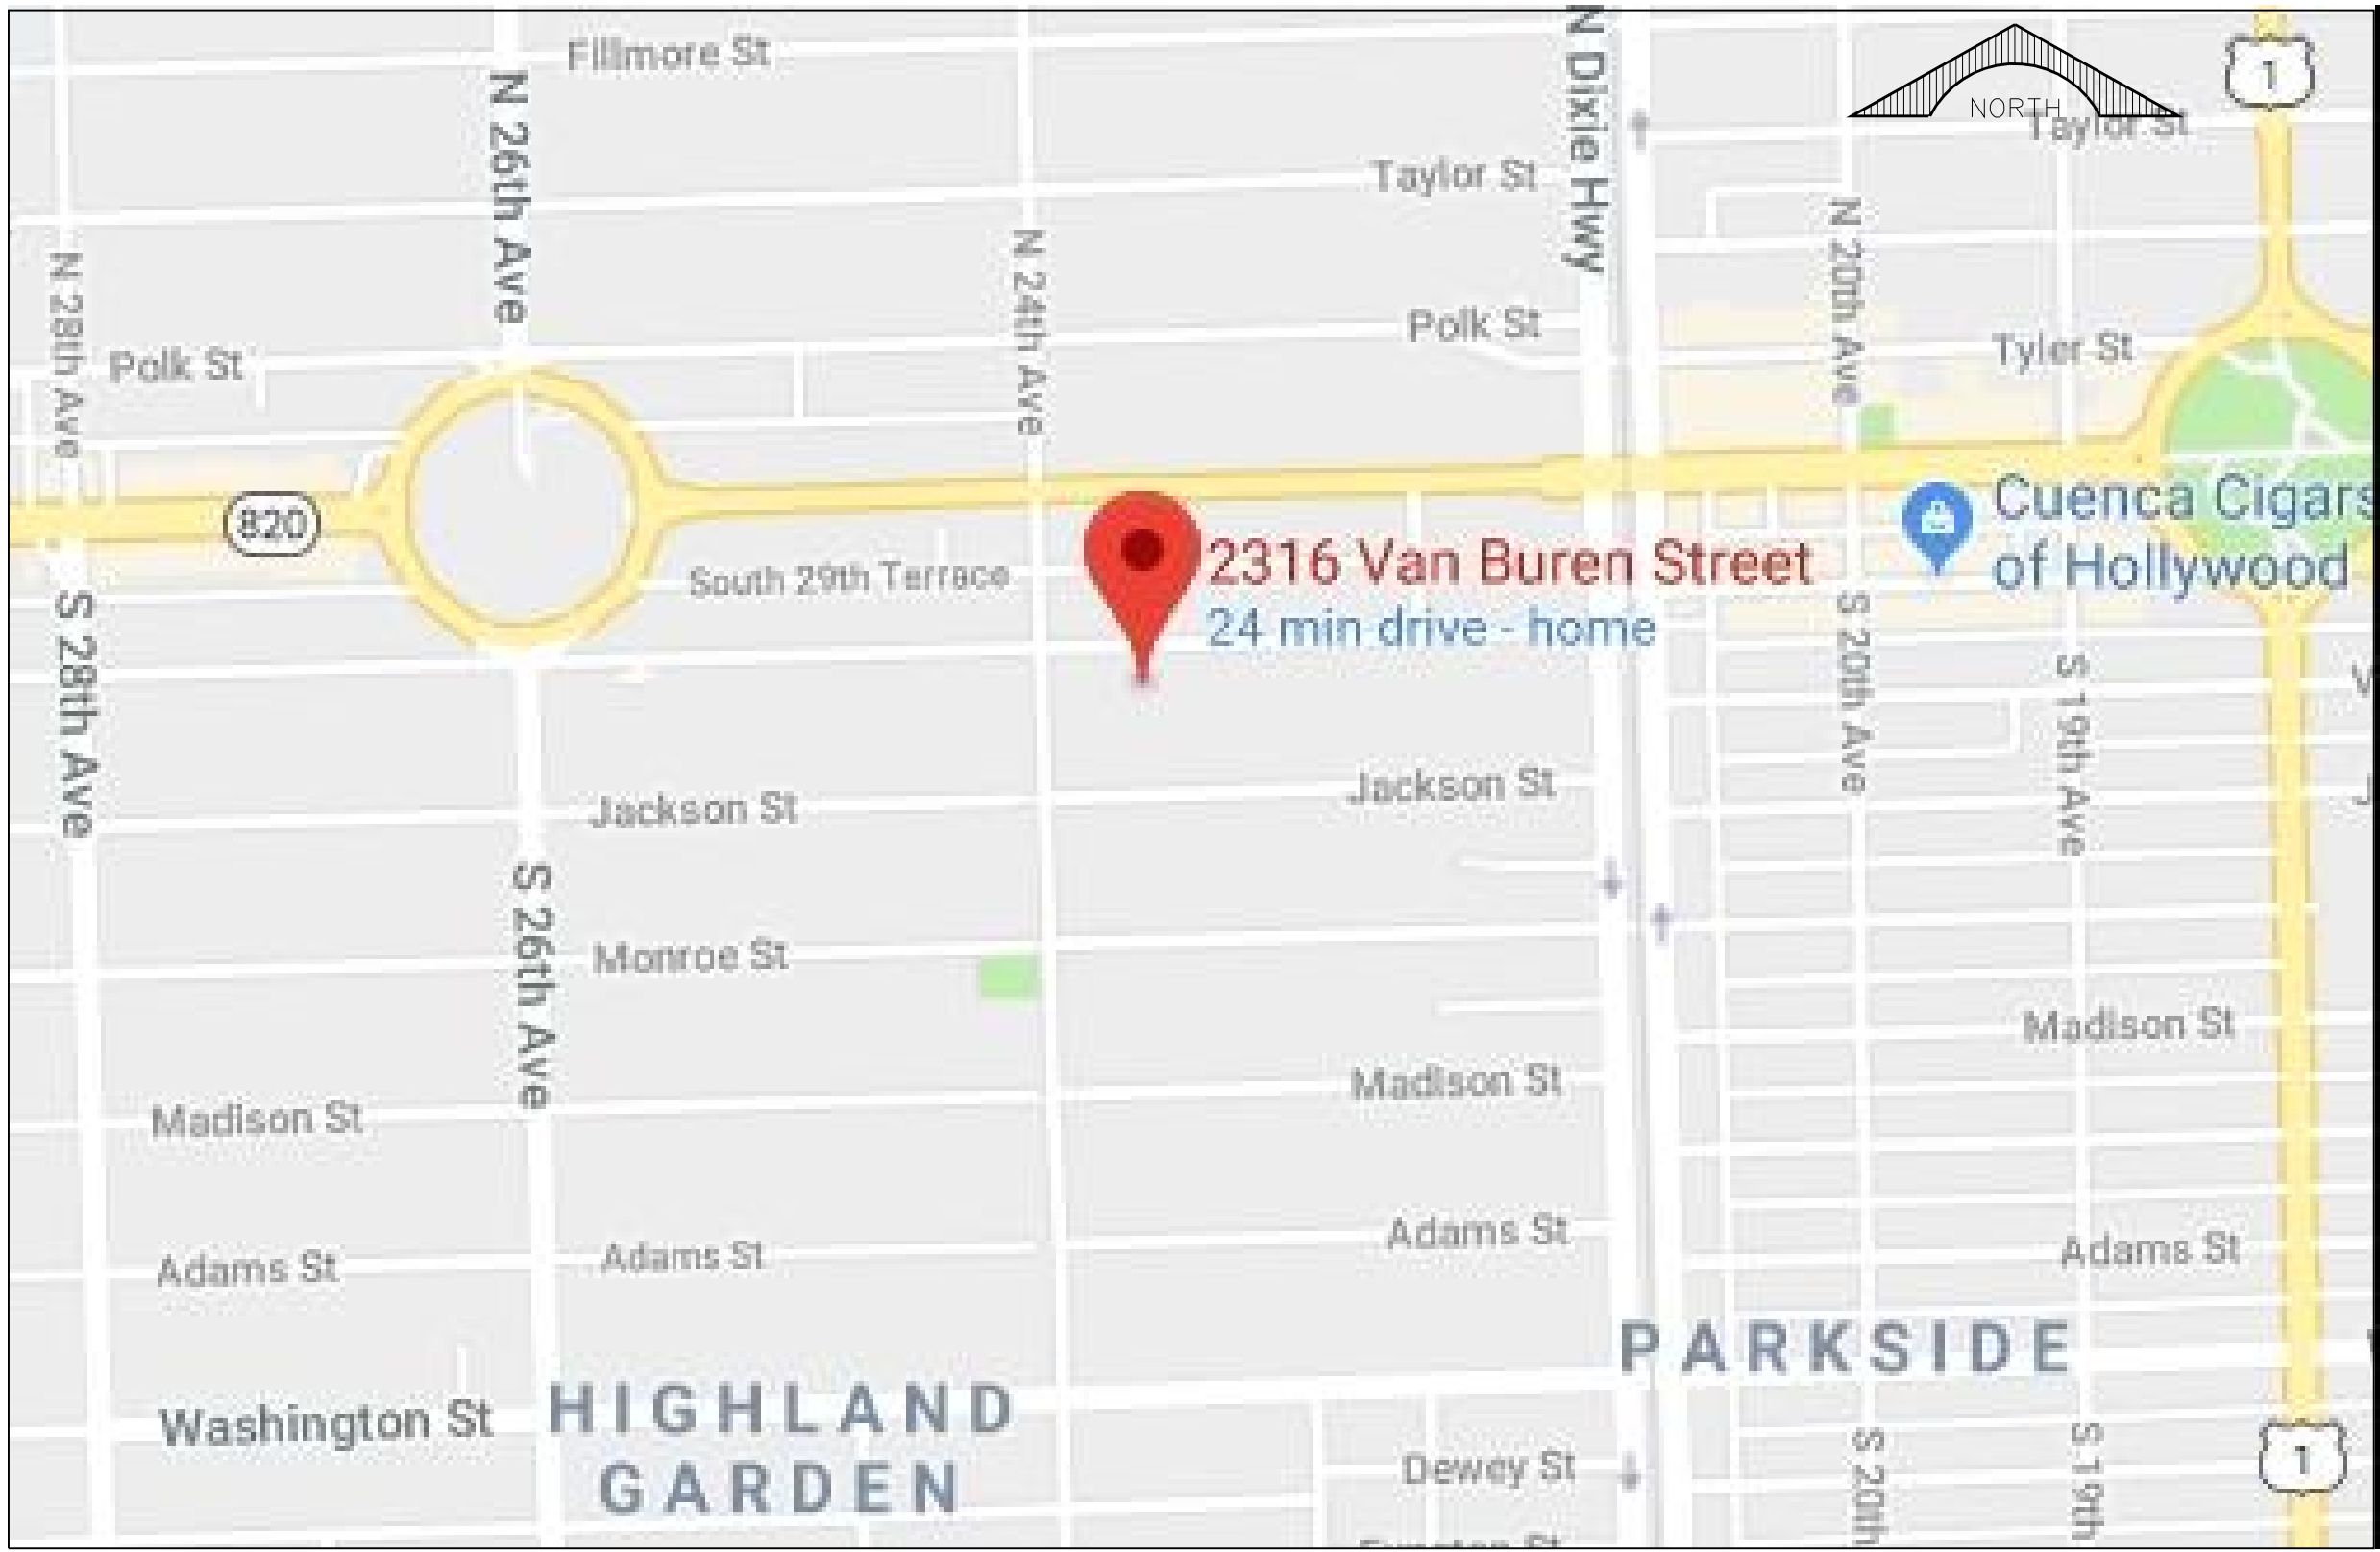 Fillmore St
N Dixie Hwy
NORTH
1
Taylor St
N 26th Ave
Taylor St
N 28th Ave
N 24th Ave
N 20th Ave
Polk St
Polk St
Tyler St
820
Cuenca Cigars
of Hollywood
2316 Van Buren Street
24 min drive - home
South 29th Terrace
S 28th Ave
S 20th Ave
S 19th Ave
Jackson St
Jackson St
S 26th Ave
Monroe St
Madison St
Madison St
Madison St
Adams St
Adams St
Adams St
Adams St
PARKSIDE
Washington St
HIGHLAND
GARDEN
Dewey St
S 20th
S 19th
1